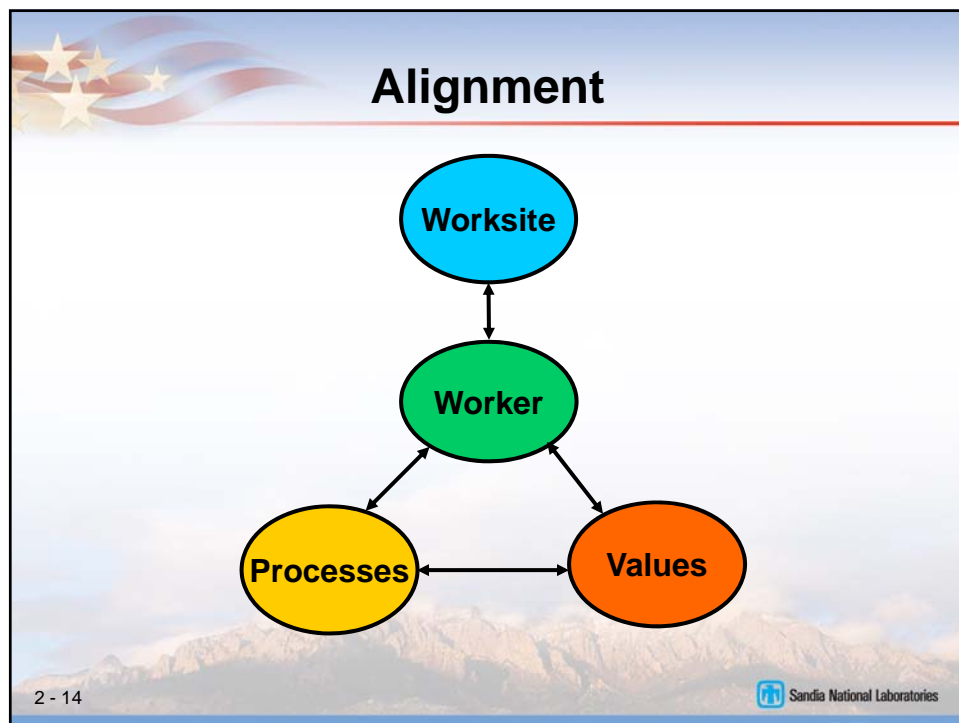 Alignment
Worksite
Worker
Processes
Values
2 - 14
Sandia National Laboratories